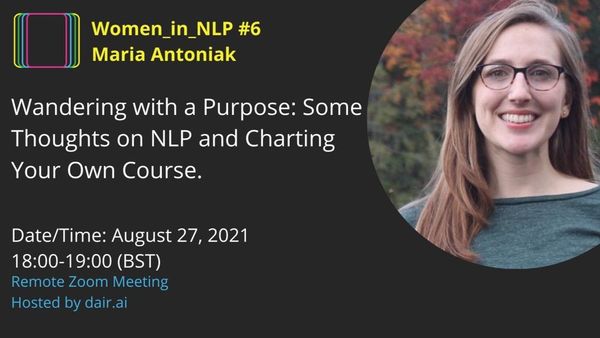 Women_in_NLP #6
Maria Antoniak
Wandering with a Purpose: Some
Thoughts on NLP and Charting
Your Own Course.
Date/Time: August 27, 2021
18:00-19:00 (BST)
Remote Zoom Meeting
Hosted by dair.ai